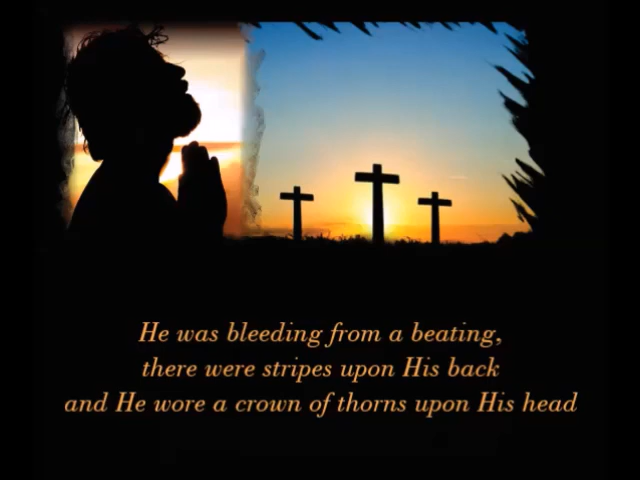 He was bleeding from a beating,
there were stripes upon His back
and He wore a crown of thorns upon His head